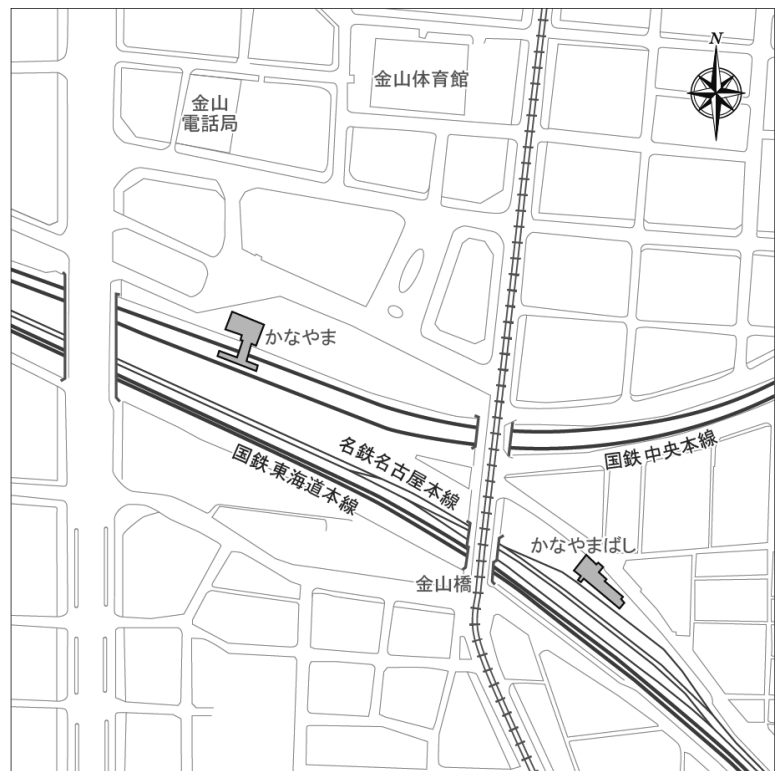 金山体育館
金山
電話局
N
かなやま
名鉄名古屋本線
国鉄東海道本線
国鉄中央本線
かなやまばし
金山橋